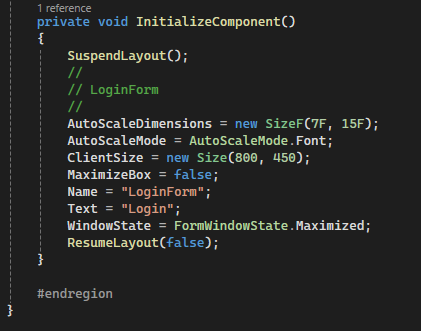 1 reference
private void InitializeComponent()
{
SuspendLayout();
//
// LoginForm
//
AutoScaleDimensions = new SizeF(7F, 15F);
AutoScaleMode = AutoScaleMode.Font;
ClientSize = new Size(800, 450);
MaximizeBox = false;
Name = "LoginForm";
Text = "Login";
WindowState = FormWindowState.Maximized;
ResumeLayout(false);
}
#endregion
}